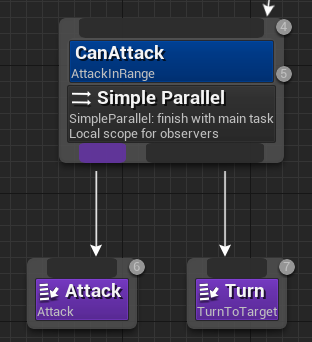 4
CanAttack
AttackInRange
5
Simple Parallel
SimpleParallel: finish with main task
Local scope for observers
6
Attack
Attack
7
Turn
TurnToTarget